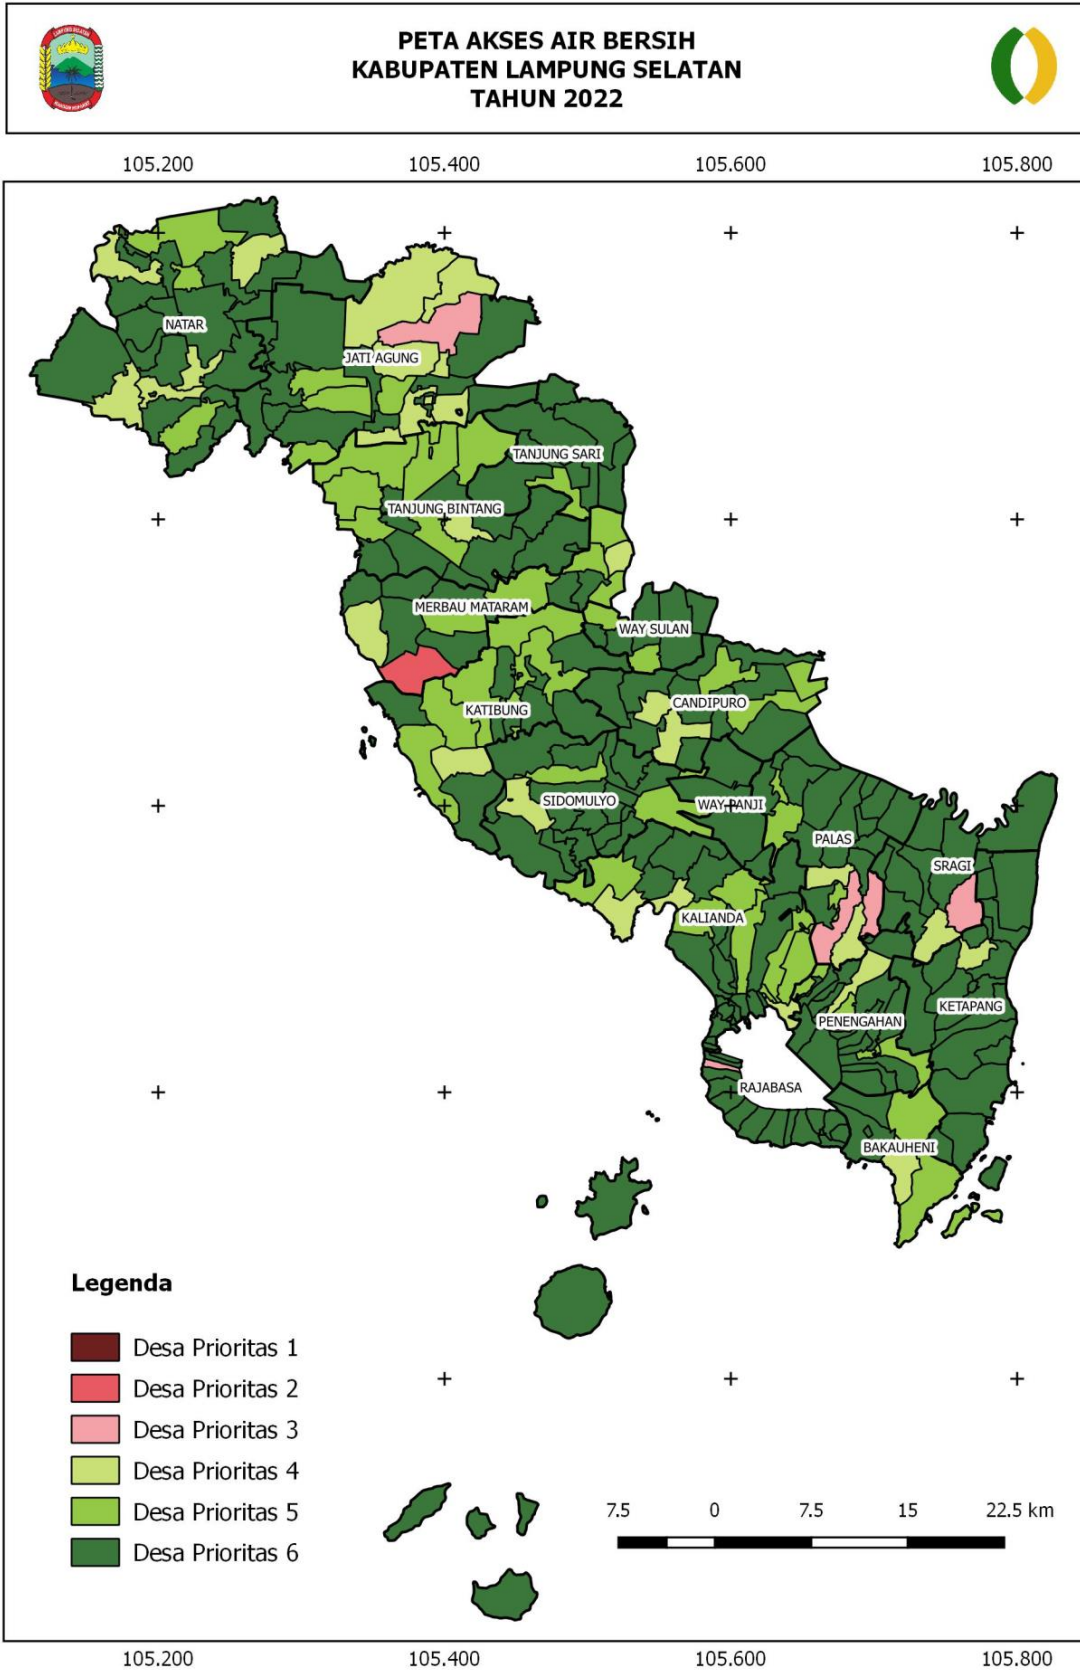 LAMPUNG SELATAN
PETA AKSES AIR BERSIH
KABUPATEN LAMPUNG SELATAN
TAHUN 2022
105.200 105.400 105.600 105.800
NATAR
JATI AGUNG
TANJUNG SARI
TANJUNG BINTANG
MERBAU MATARAM
WAY SULAN
CANDIPURO
KATIBUNG
SIDOMULYO
WAY PANJI
PALAS
SRAGI
KALIANDA
KETAPANG
PENENGAHAN
RAJABASA
BAKAUHENI
Legenda
Desa Prioritas 1
Desa Prioritas 2
Desa Prioritas 3
Desa Prioritas 4
Desa Prioritas 5
Desa Prioritas 6
7.5 0 7.5 15 22.5 km
105.200 105.400 105.600 105.800